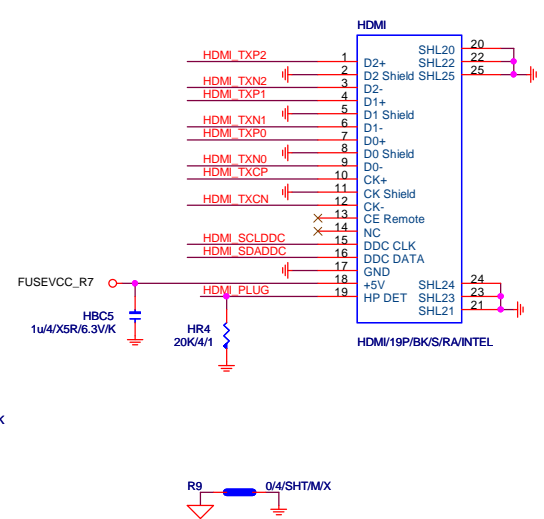 HDMI
HDMI_TXP2 1 D2+ SHL20 20
2 D2 Shield SHL22 22
HDMI_TXN2 3 D2- SHL25 25
HDMI_TXP1 4 D1+
5 D1 Shield
HDMI_TXN1 6 D1-
HDMI_TXP0 7 D0+
8 D0 Shield
HDMI_TXN0 9 D0-
HDMI_TXCP 10 CK+
11 CK Shield
HDMI_TXCN 12 CK-
13 CE Remote
14 NC
HDMI_SCLDDC 15 DDC CLK
HDMI_SDADDC 16 DDC DATA
17 GND
FUSEVCC_R7 18 +5V SHL24 24
HDMI_PLUG 19 HP DET SHL23 23
SHL21 21
HBC5
1u/4/X5R/6.3V/K
HR4
20K/4/1
HDMI/19P/BK/S/RA/INTEL
K
R9 0/4/SHT/M/X